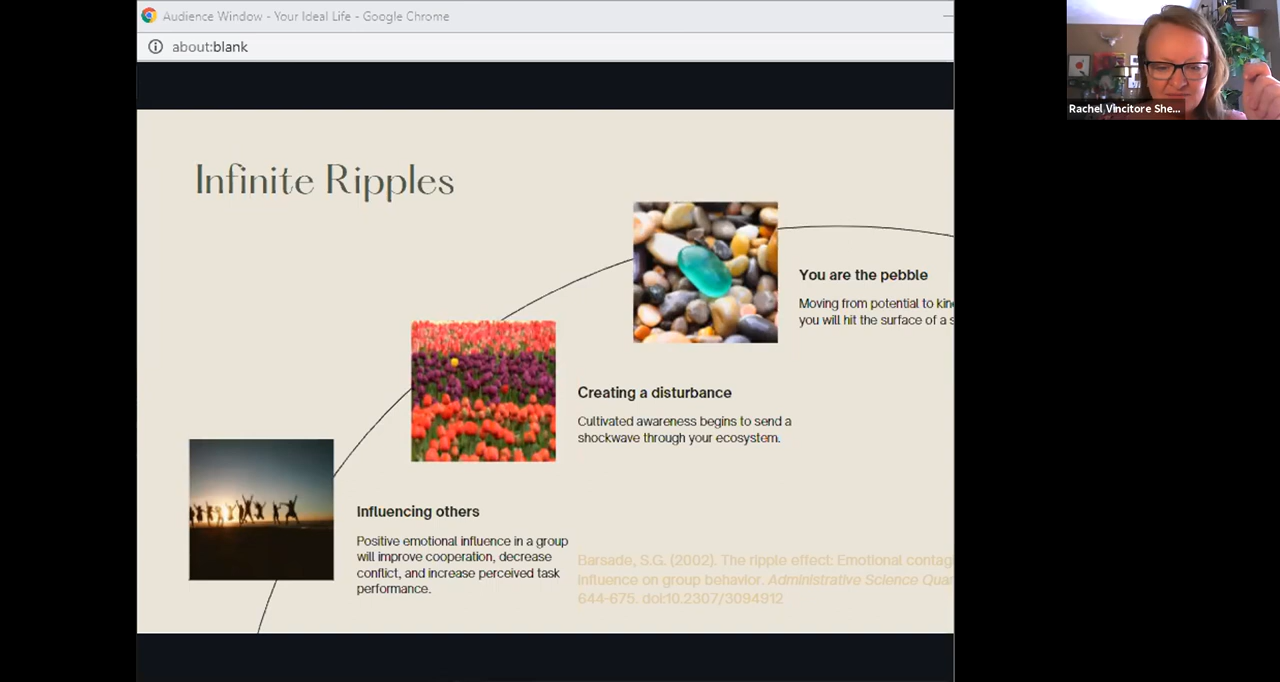 Audience Window - Your Ideal Life - Google Chrome
about:blank
Rachel Vincitore She...
Infinite Ripples
You are the pebble
Moving from potential to
you will hit the surface of a
Creating a disturbance
Cultivated awareness begins to send a
shockwave through your ecosystem.
Influencing others
Positive emotional influence in a group
will improve cooperation, decrease
conflict, and increase perceived task
performance.
Barsade, S.G. (2002). The ripple effect: Emotional
influence on group behavior. Administrative Science
644-675. doi:10.2307/3094912